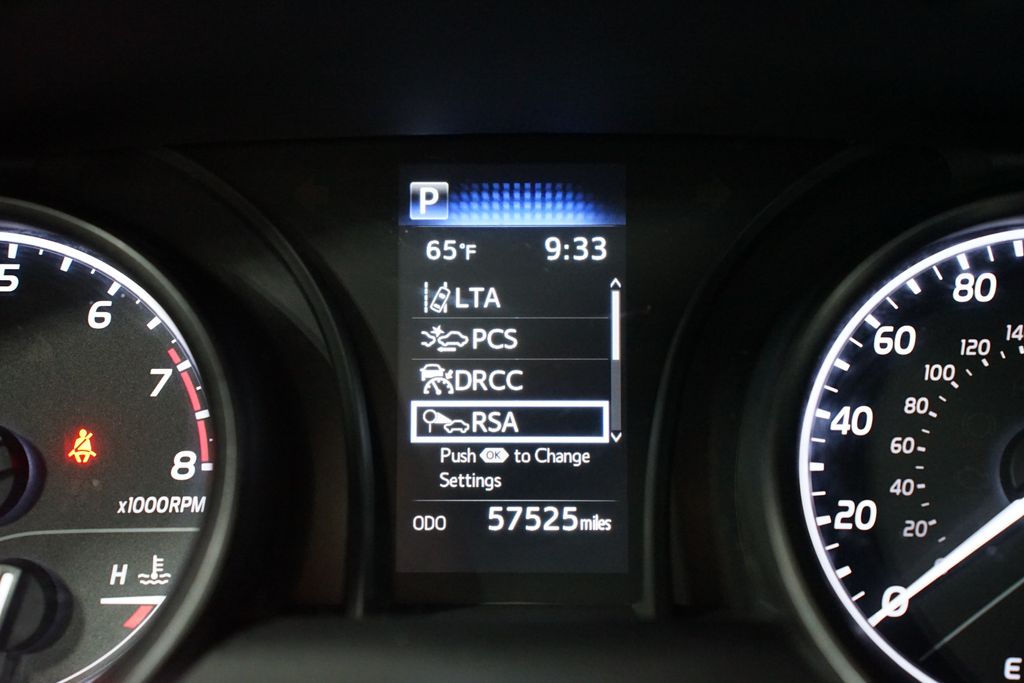 P
65°F 9:33
LTA
PCS
DRCC
RSA
Push OK to Change
Settings
ODO 57525 miles
5
6
7
8
x1000RPM
H
80
60
40
20
0
14
120
100
80
60
40
20
E